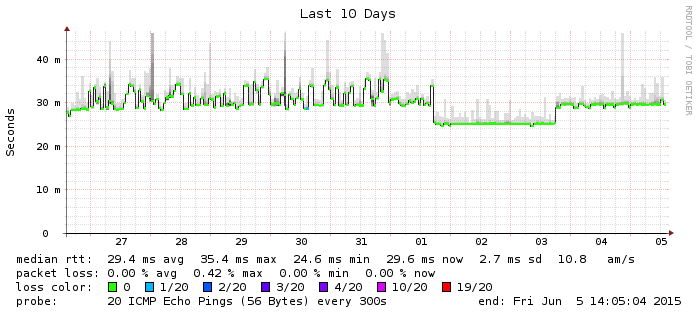 Last 10 Days
RRDTOOL / TOBI OETIKER
Seconds
40 m
30 m
20 m
10 m
0
27 28 29 30 31 01 02 03 04 05
median rtt: 29.4 ms avg 35.4 ms max 24.6 ms min 29.6 ms now 2.7 ms sd 10.8 am/s
packet loss: 0.00 % avg 0.42 % max 0.00 % min 0.00 % now
loss color: 0 1/20 2/20 3/20 4/20 10/20 19/20
probe: 20 ICMP Echo Pings (56 Bytes) every 300s end: Fri Jun 5 14:05:04 2015